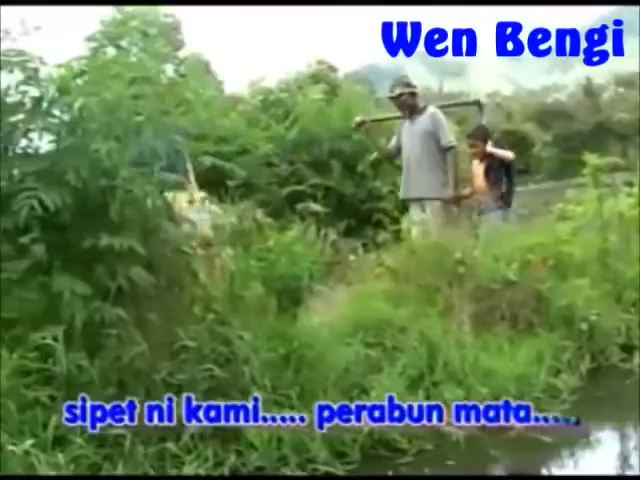 Wen Bengi
sipet ni kami..... perabun mata.....